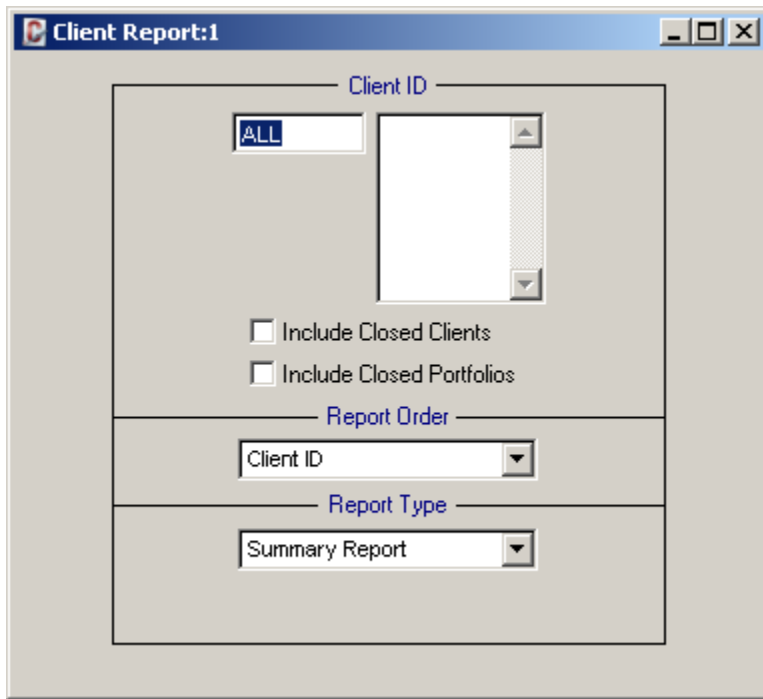 Client Report:1
Client ID
ALL
Include Closed Clients
Include Closed Portfolios
Report Order
Client ID
Report Type
Summary Report